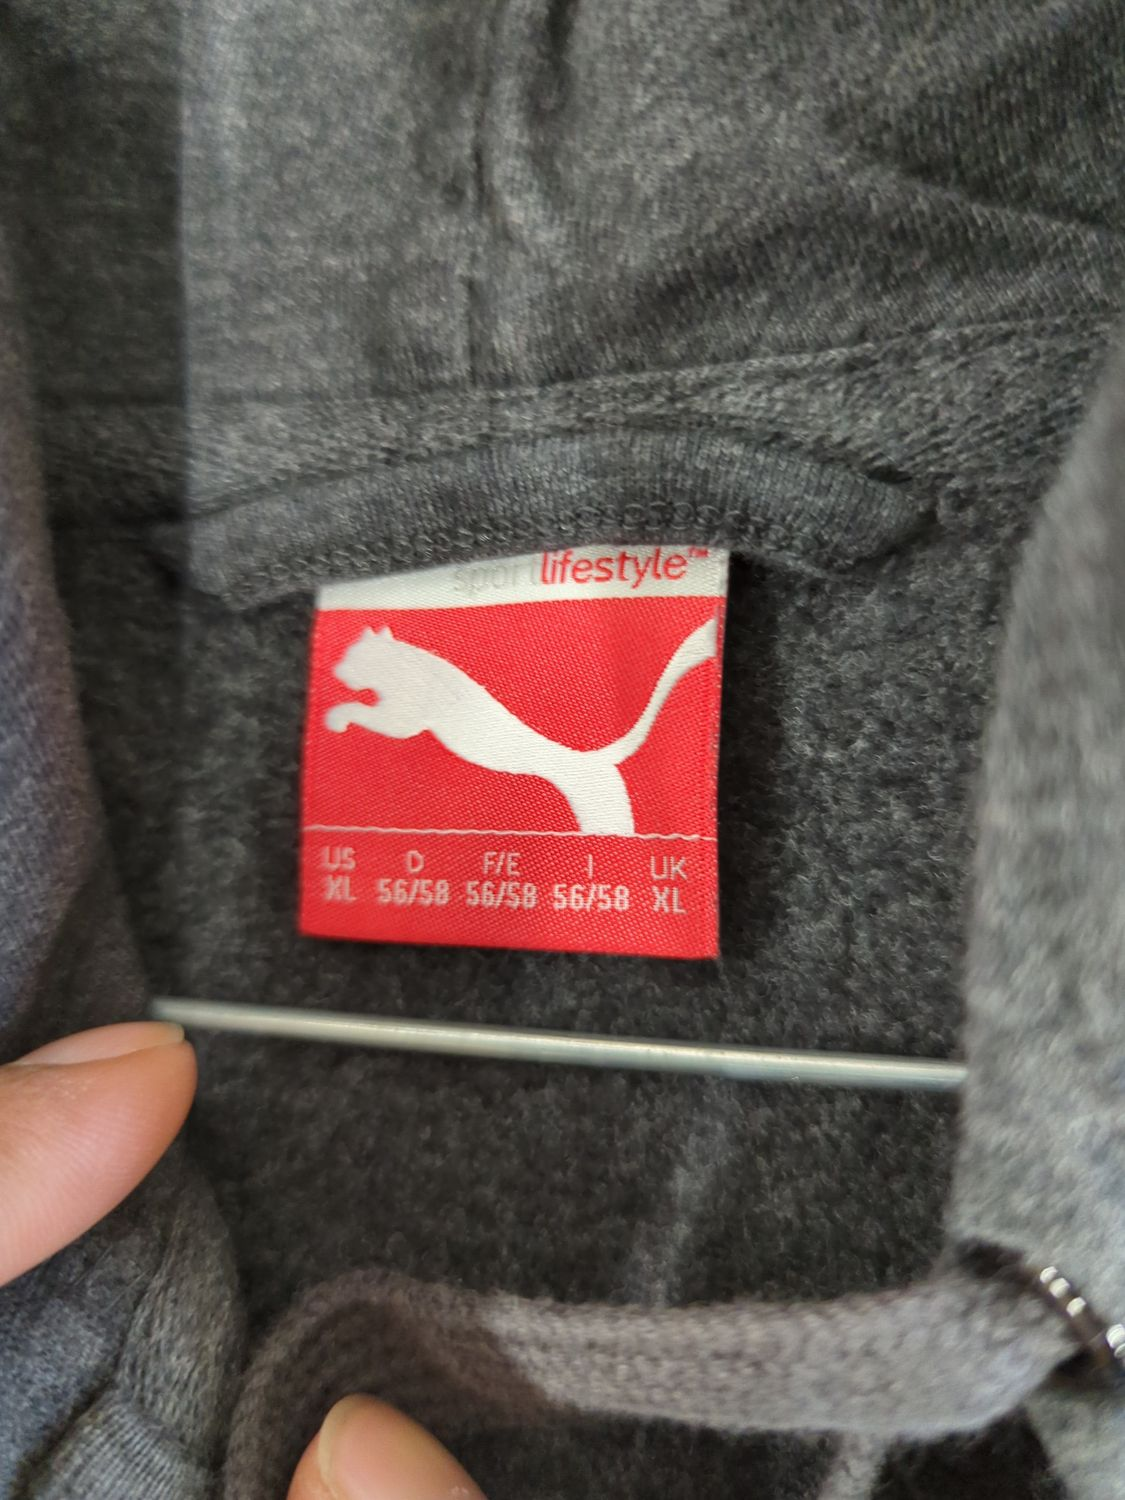 sportlifestyle™
US D F/E I UK
XL 56/58 56/58 56/58 XL